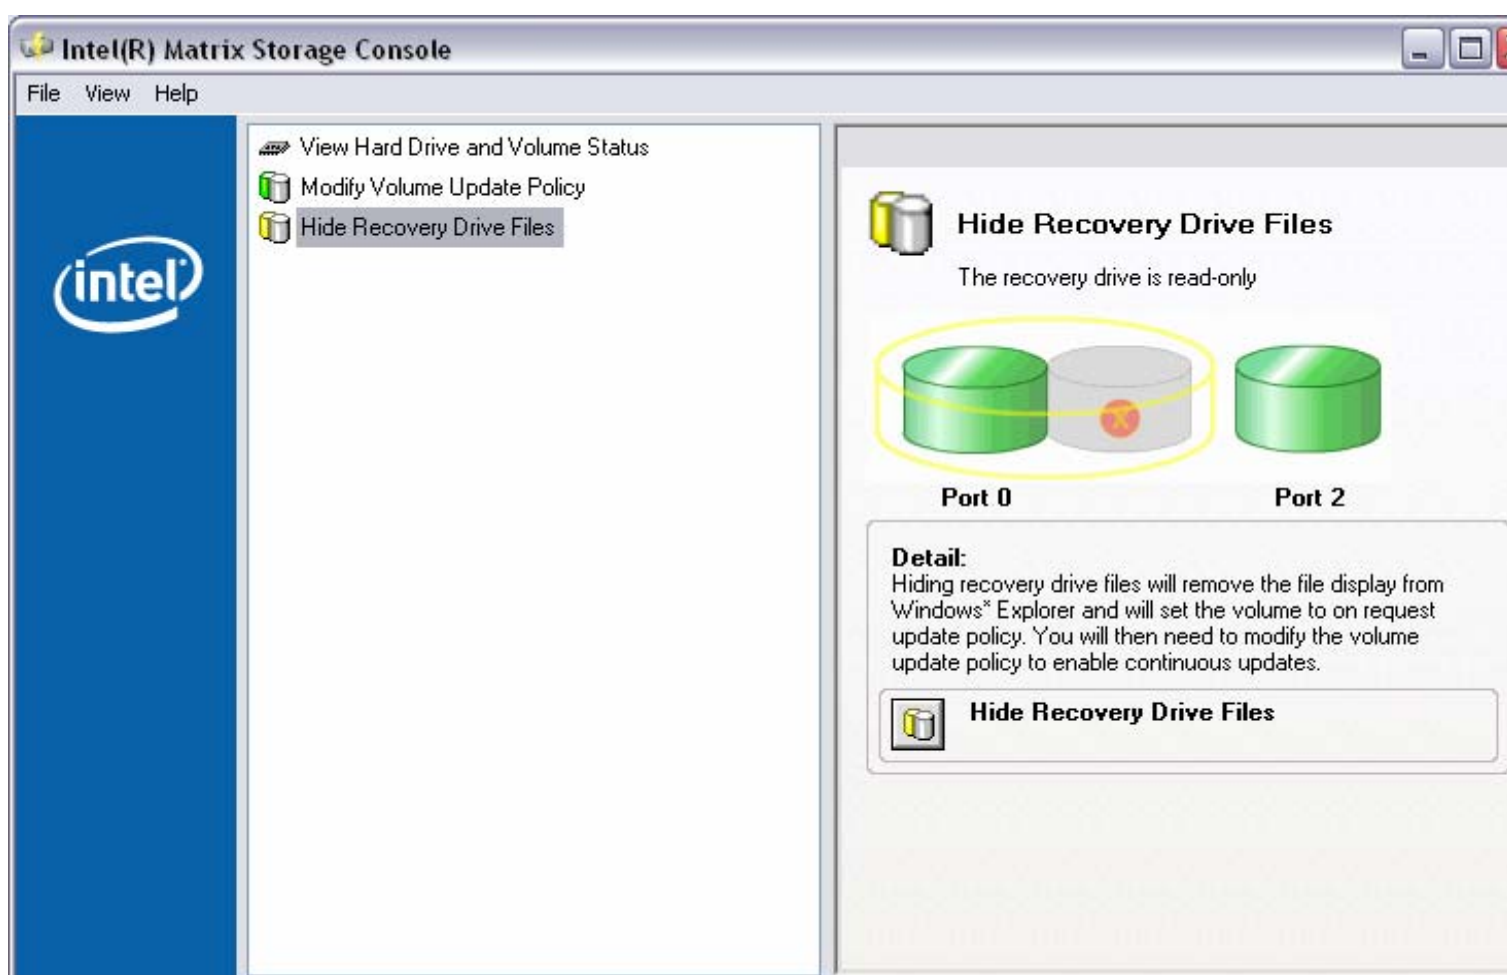 Intel(R) Matrix Storage Console
File View Help
intel
View Hard Drive and Volume Status
Modify Volume Update Policy
Hide Recovery Drive Files
Hide Recovery Drive Files
The recovery drive is read-only
X
Port 0 Port 2
Detail:
Hiding recovery drive files will remove the file display from
Windows* Explorer and will set the volume to on request
update policy. You will then need to modify the volume
update policy to enable continuous updates.
Hide Recovery Drive Files